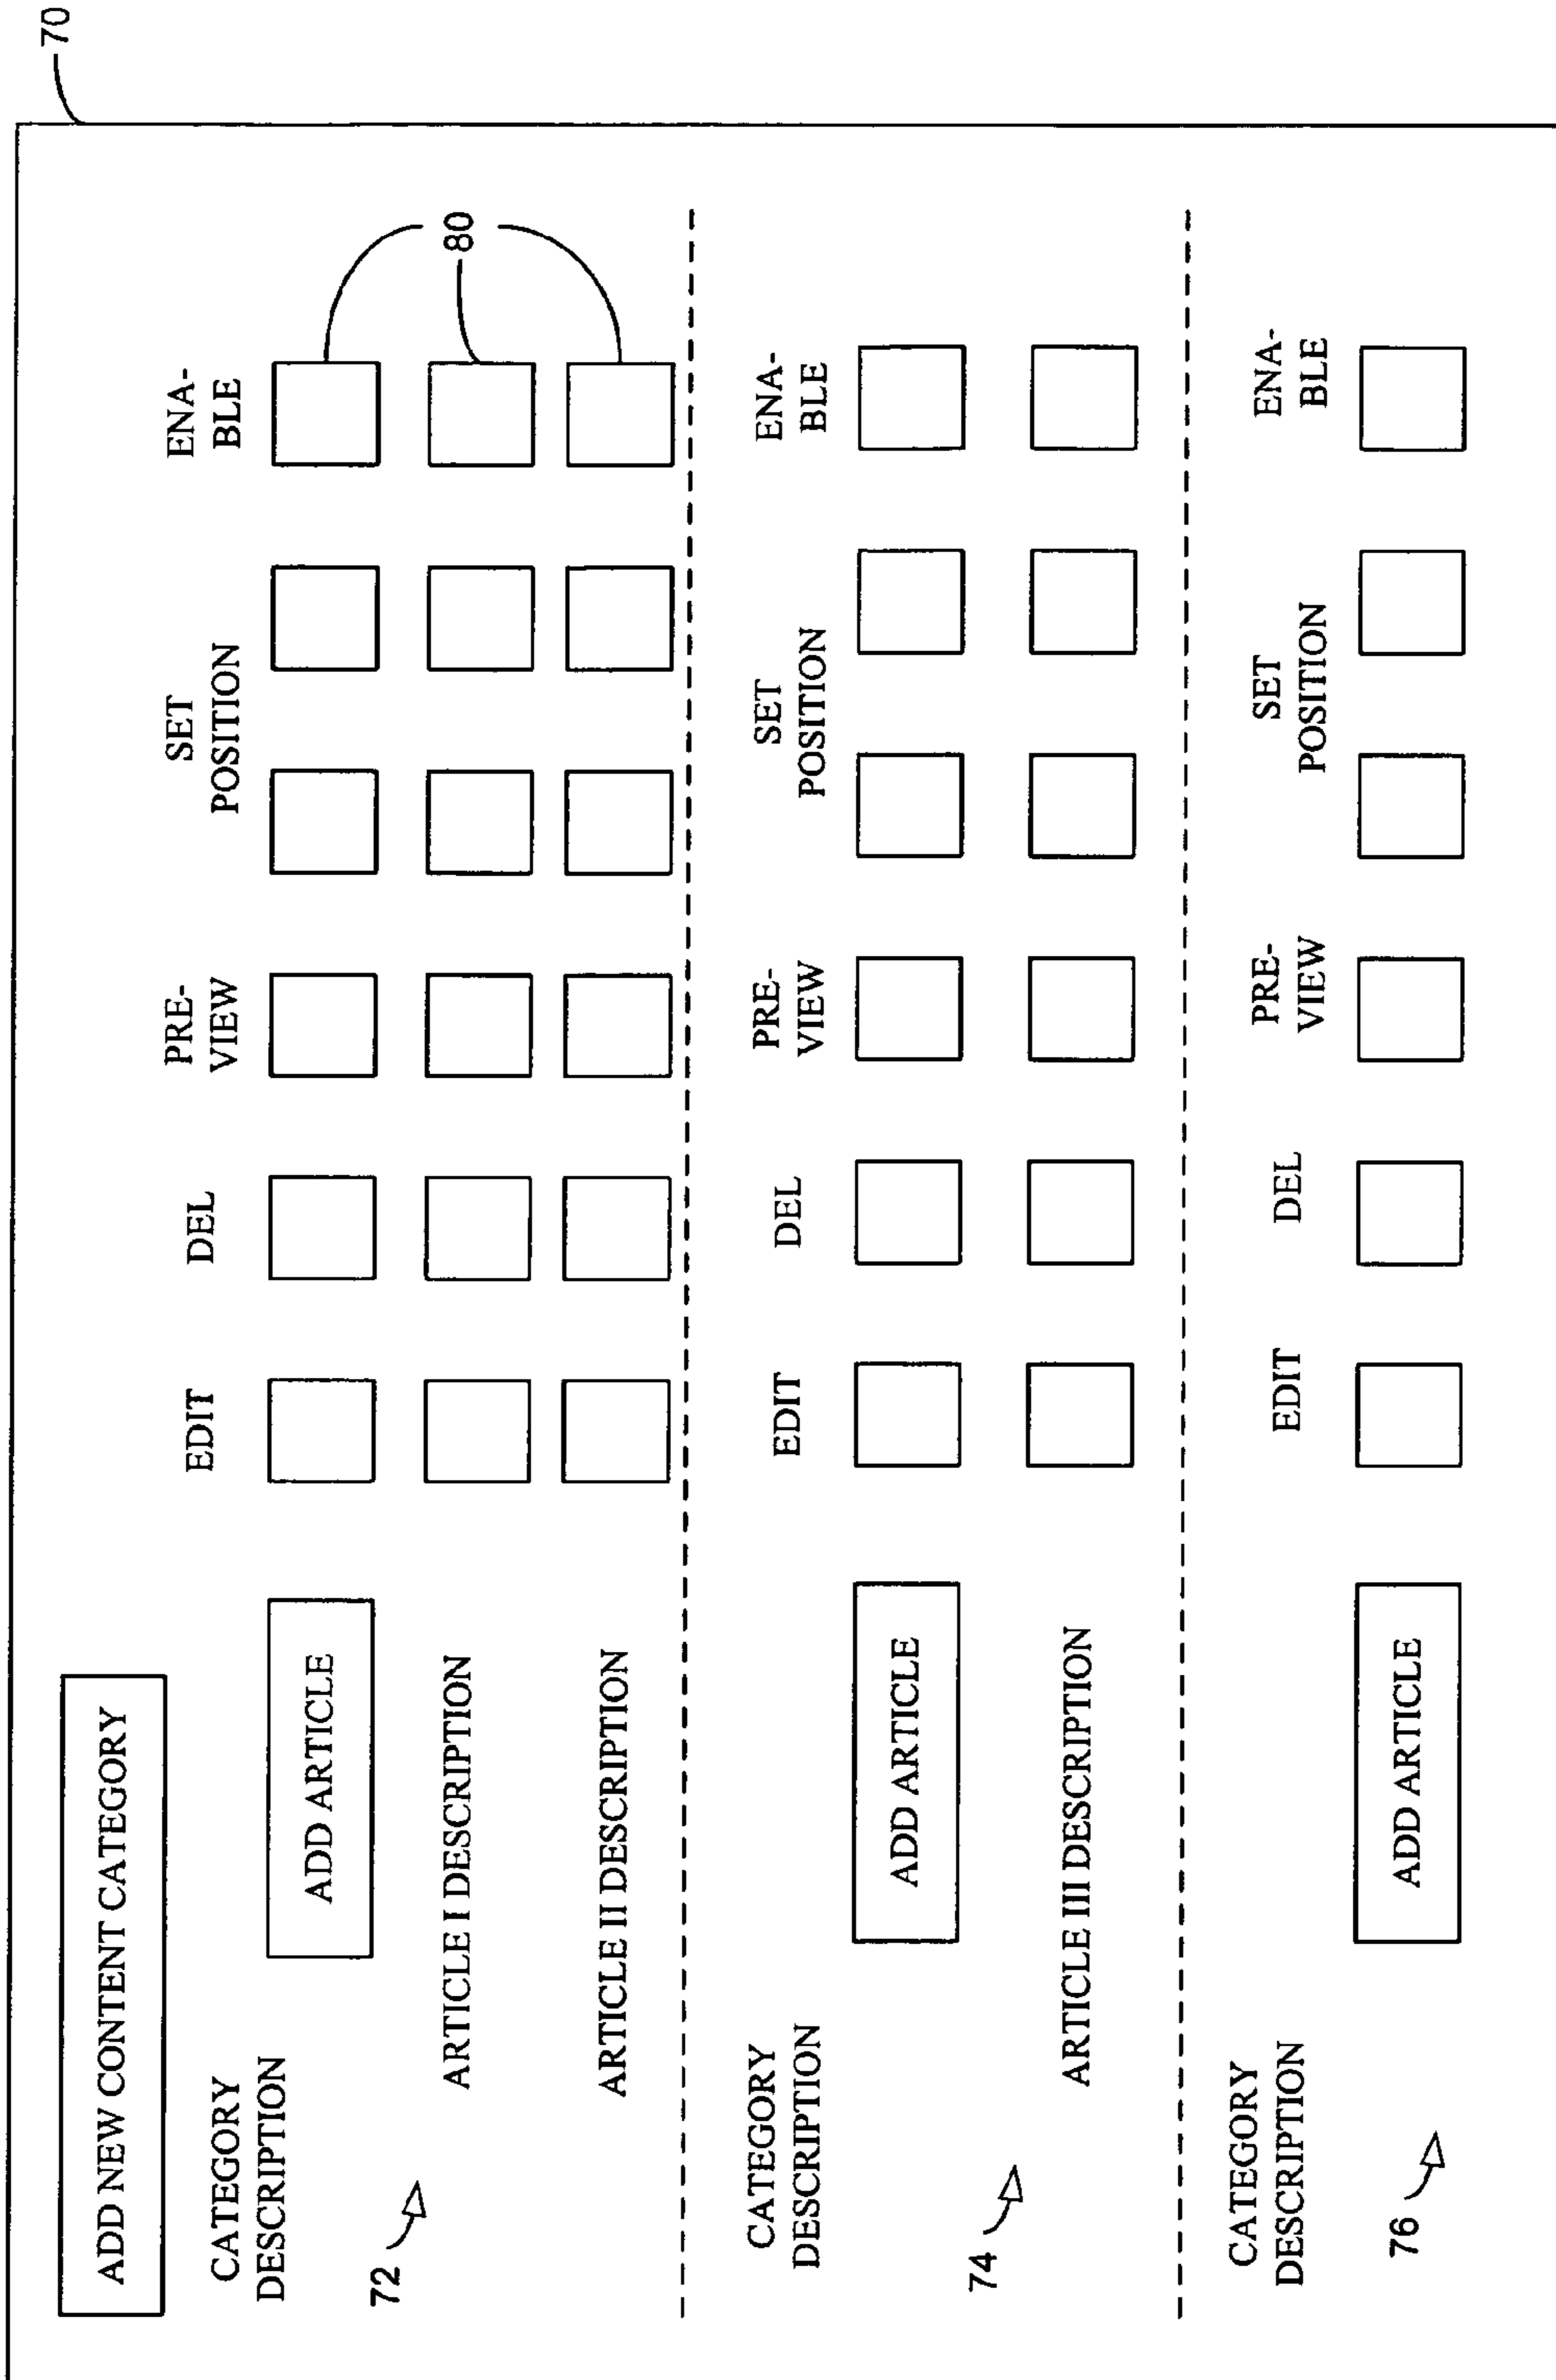 70
ADD NEW CONTENT CATEGORY
CATEGORY
DESCRIPTION
EDIT
DEL
PRE-
VIEW
SET
POSITION
ENA-
BLE
ADD ARTICLE
80
72
ARTICLE I DESCRIPTION
ARTICLE II DESCRIPTION
CATEGORY
DESCRIPTION
EDIT
DEL
PRE-
VIEW
SET
POSITION
ENA-
BLE
ADD ARTICLE
74
ARTICLE III DESCRIPTION
CATEGORY
DESCRIPTION
EDIT
DEL
PRE-
VIEW
SET
POSITION
ENA-
BLE
ADD ARTICLE
76